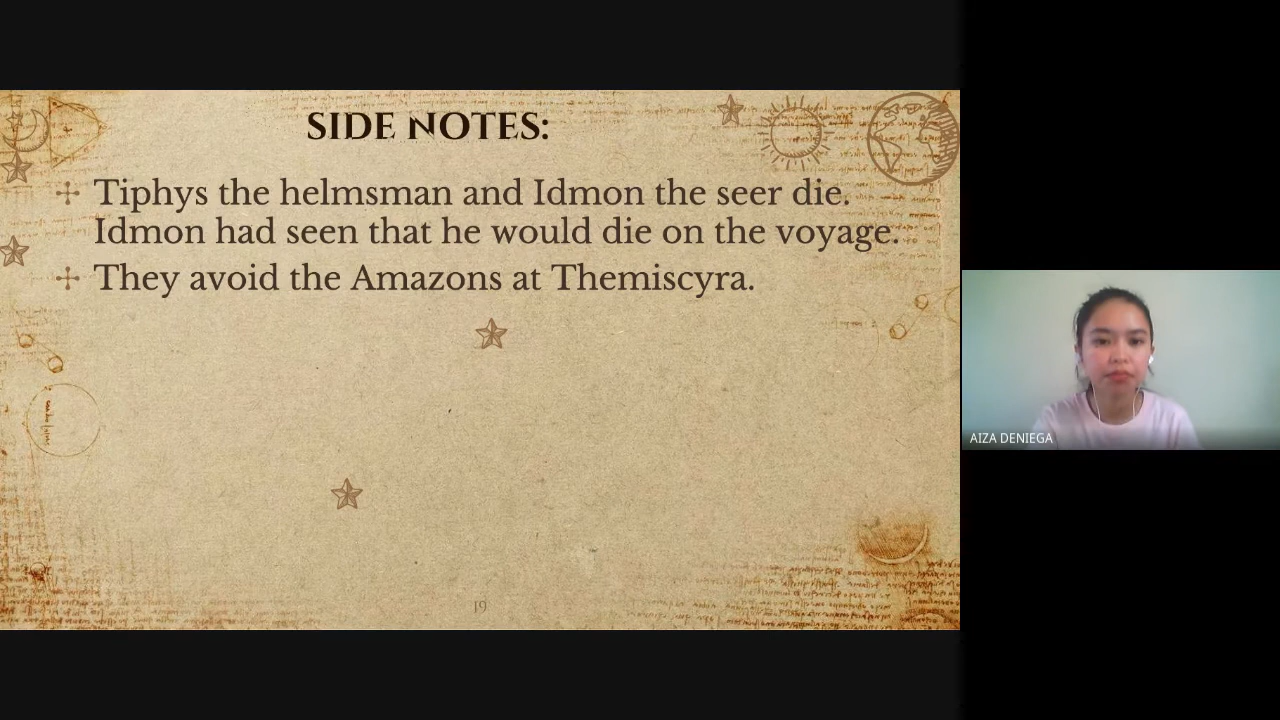 SIDE NOTES:
Tiphys the helmsman and Idmon the seer die.
Idmon had seen that he would die on the voyage.
They avoid the Amazons at Themiscyra.
19
AIZA DENIEGA